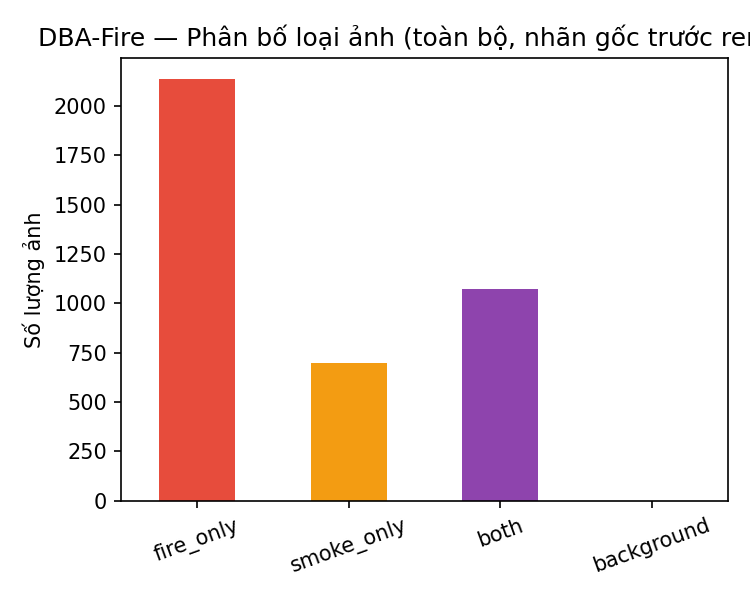 DBA-Fire — Phân bố loại ảnh (toàn bộ, nhãn gốc trước
Số lượng ảnh
2000
1750
1500
1250
1000
750
500
250
0
fire_only
smoke_only
both
background